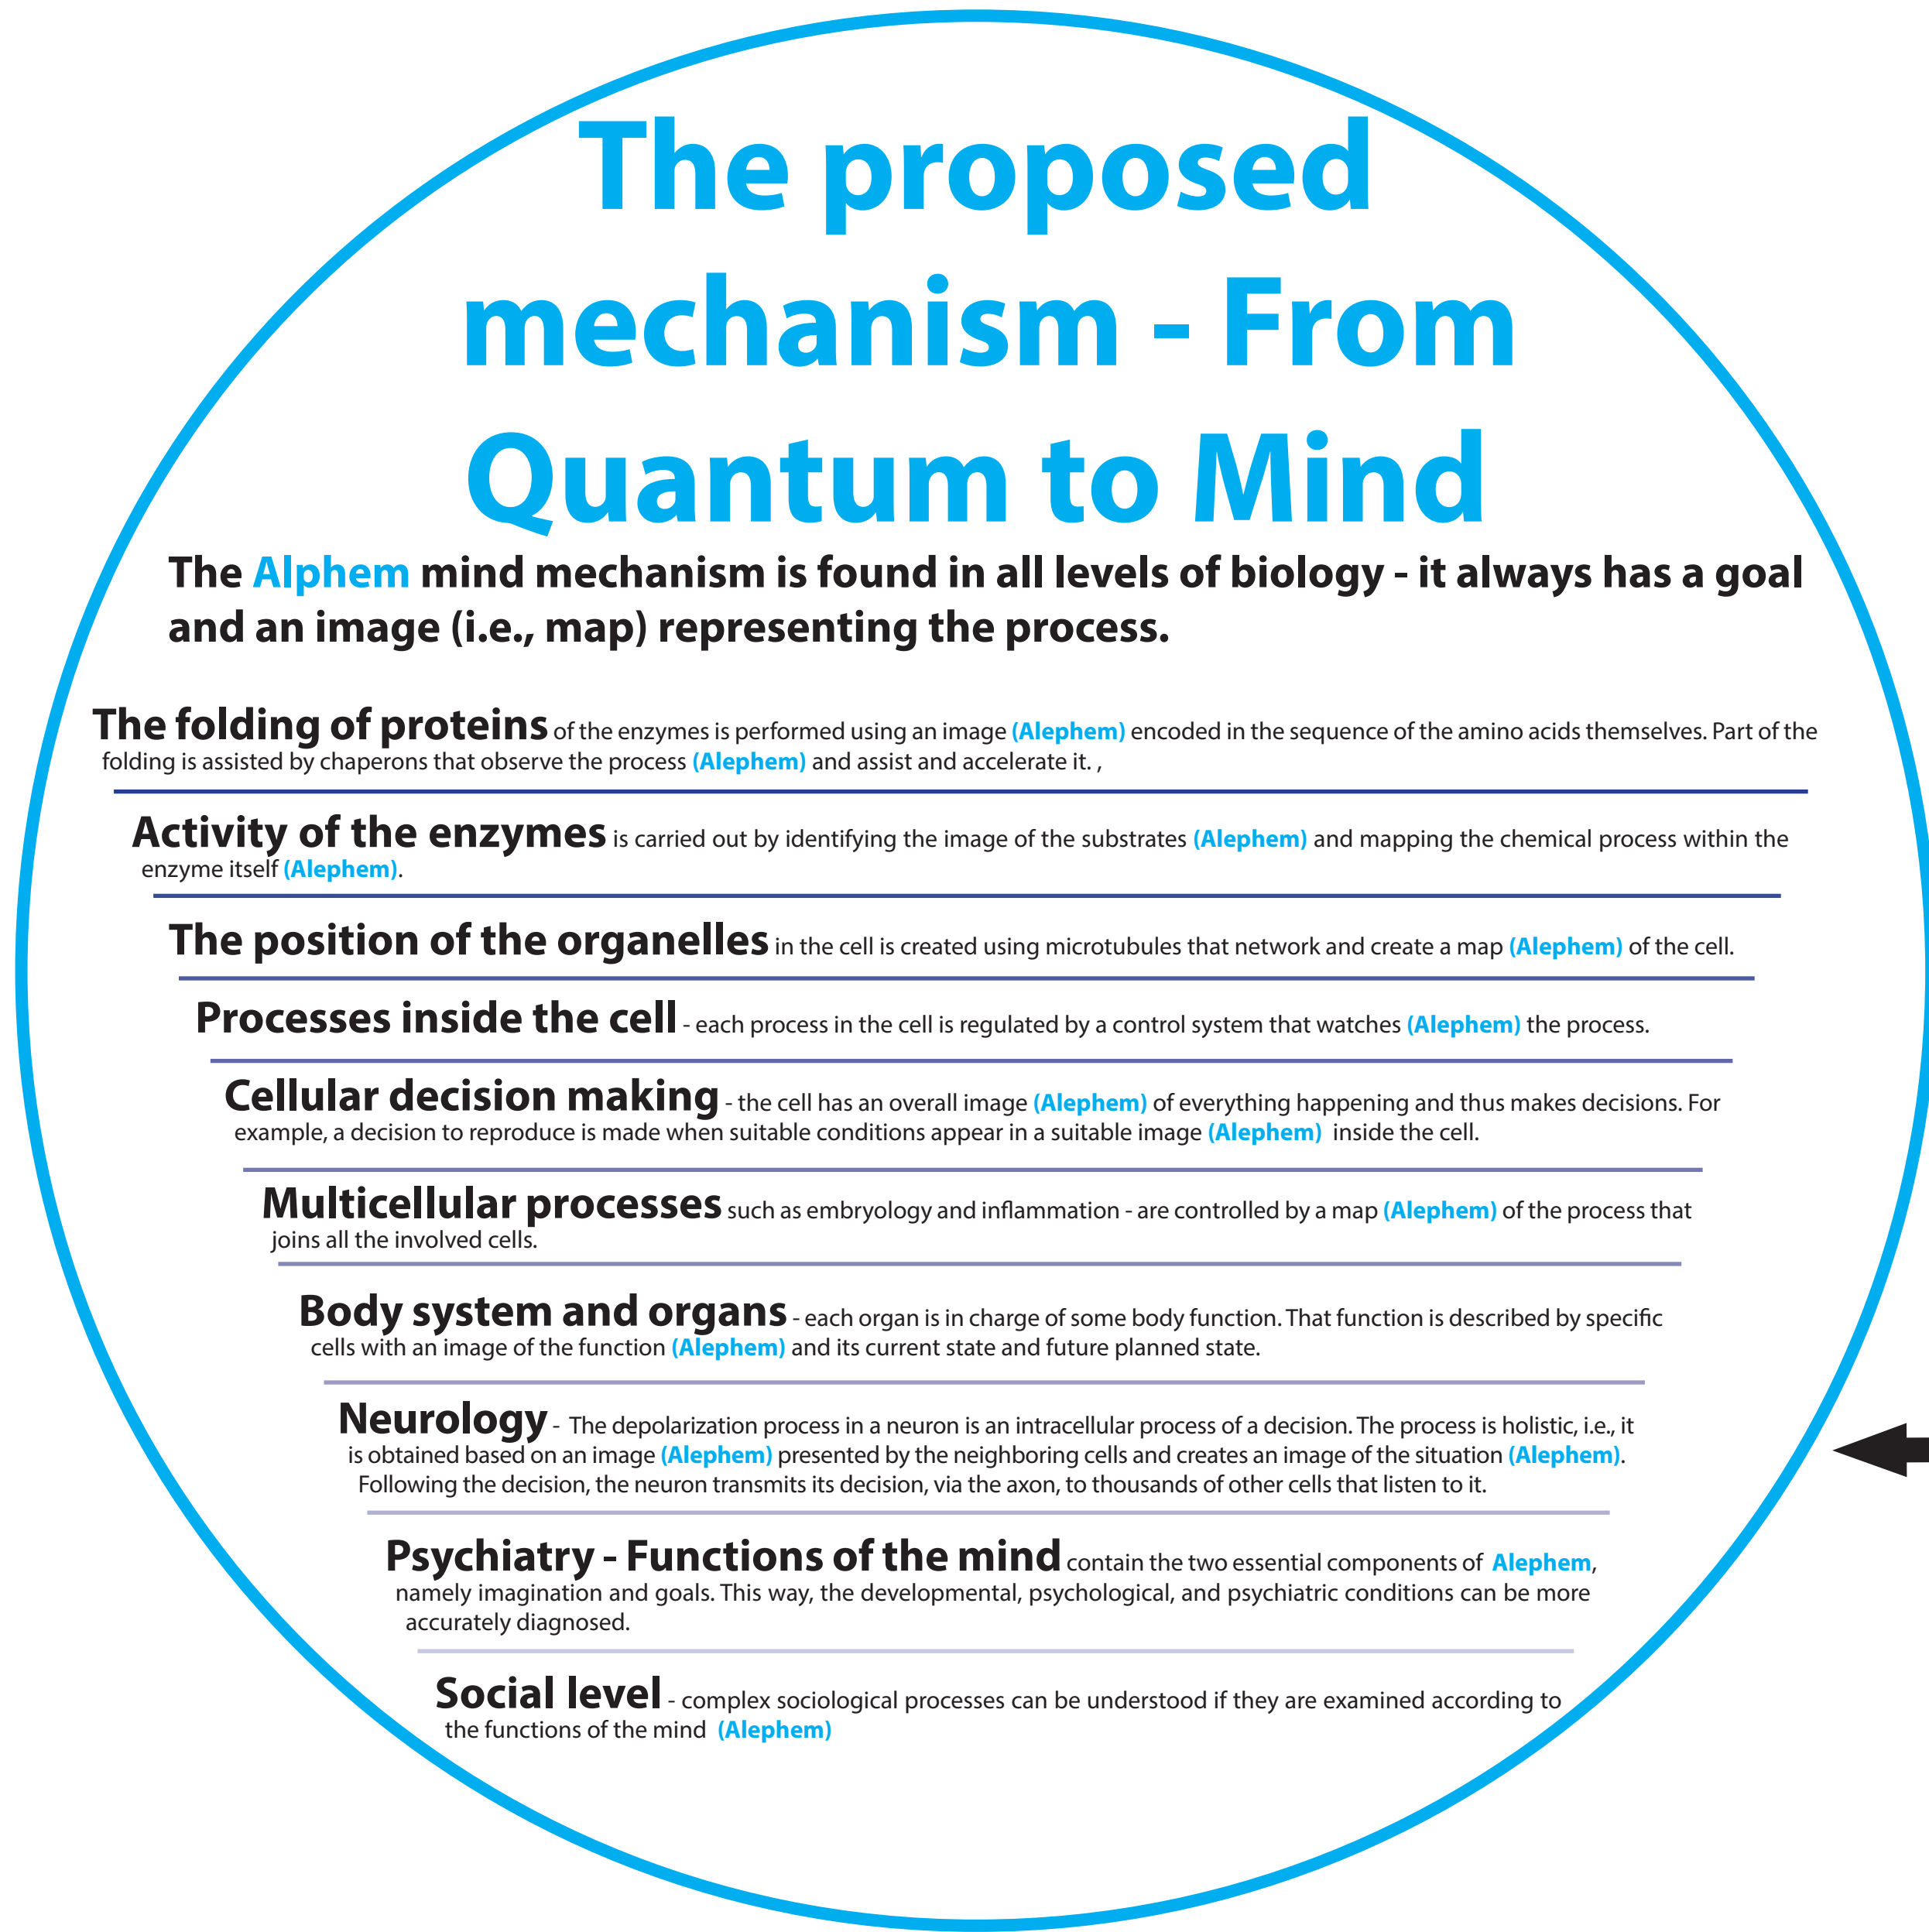 The proposed
mechanism - From
Quantum to Mind
The Alphem mind mechanism is found in all levels of biology - it always has a goal
and an image (i.e., map) representing the process.
The folding of proteins of the enzymes is performed using an image (Alephem) encoded in the sequence of the amino acids themselves. Part of the
folding is assisted by chaperons that observe the process (Alephem) and assist and accelerate it. ,
Activity of the enzymes is carried out by identifying the image of the substrates (Alephem) and mapping the chemical process within the
enzyme itself (Alephem).
The position of the organelles in the cell is created using microtubules that network and create a map (Alephem) of the cell.
Processes inside the cell - each process in the cell is regulated by a control system that watches (Alephem) the process.
Cellular decision making - the cell has an overall image (Alephem) of everything happening and thus makes decisions. For
example, a decision to reproduce is made when suitable conditions appear in a suitable image (Alephem) inside the cell.
Multicellular processes such as embryology and inflammation - are controlled by a map (Alephem) of the process that
joins all the involved cells.
Body system and organs - each organ is in charge of some body function. That function is described by specific
cells with an image of the function (Alephem) and its current state and future planned state.
Neurology - The depolarization process in a neuron is an intracellular process of a decision. The process is holistic, i.e., it
is obtained based on an image (Alephem) presented by the neighboring cells and creates an image of the situation (Alephem).
Following the decision, the neuron transmits its decision, via the axon, to thousands of other cells that listen to it.
Psychiatry - Functions of the mind contain the two essential components of Alephem,
namely imagination and goals. This way, the developmental, psychological, and psychiatric conditions can be more
accurately diagnosed.
Social level - complex sociological processes can be understood if they are examined according to
the functions of the mind (Alephem)